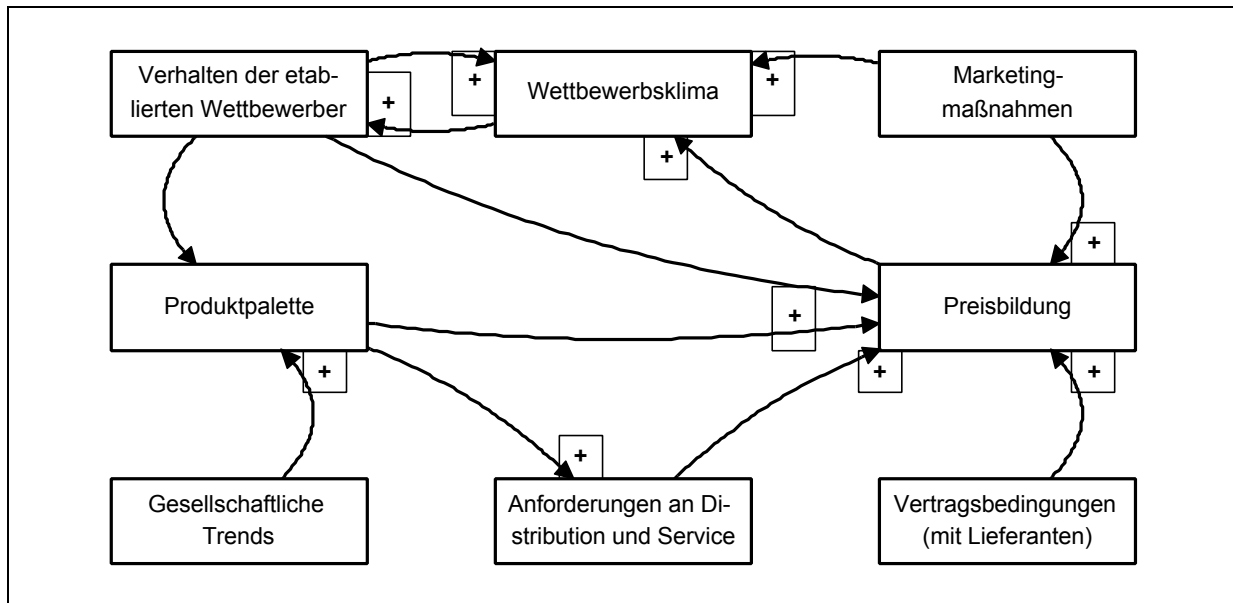 Verhalten der etab-
lierten Wettbewerber
+
+
Wettbewerbsklima
+
+
Marketing-
maßnahmen
Produktpalette
+
+
Preisbildung
+
+
+
+
Gesellschaftliche
Trends
Anforderungen an Di-
stribution und Service
Vertragsbedingungen
(mit Lieferanten)